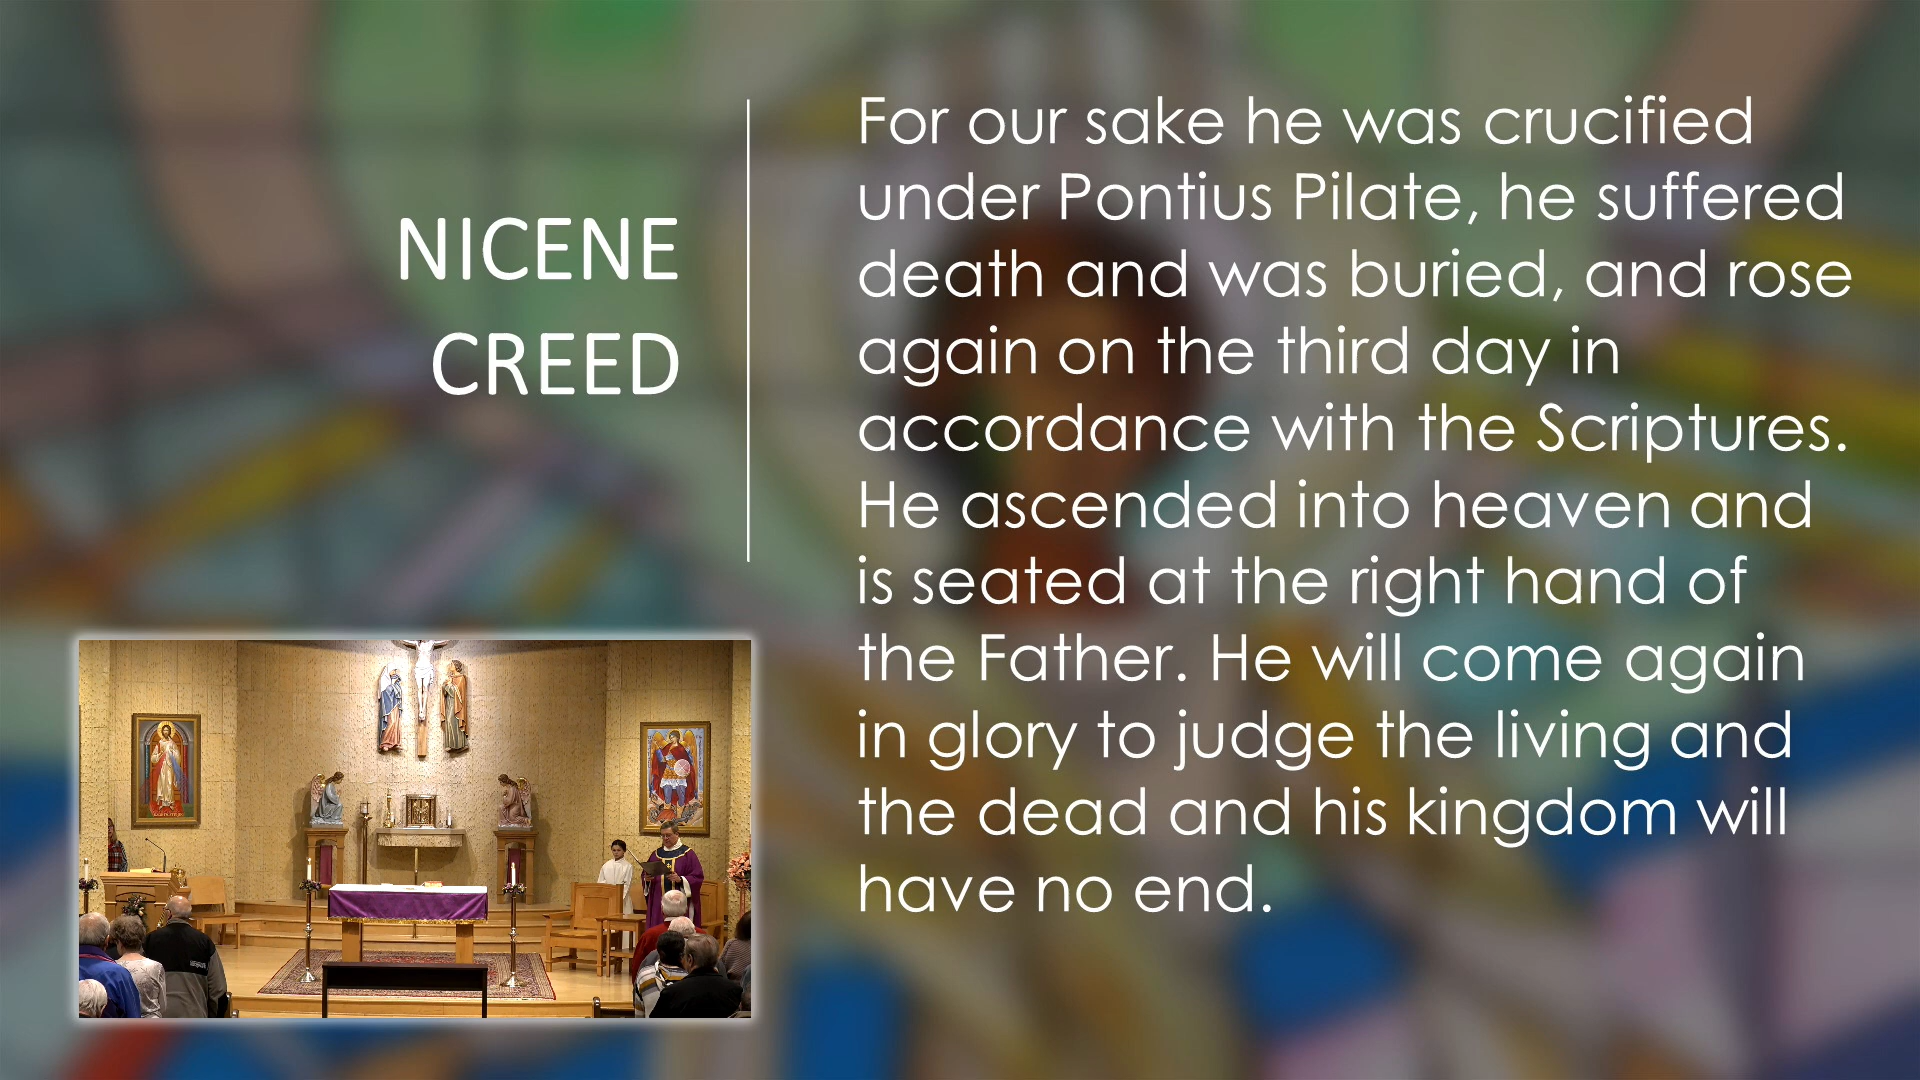 NICENE
CREED
For our sake he was crucified
under Pontius Pilate, he suffered
death and was buried, and rose
again on the third day in
accordance with the Scriptures.
He ascended into heaven and
is seated at the right hand of
the Father. He will come again
in glory to judge the living and
the dead and his kingdom will
have no end.